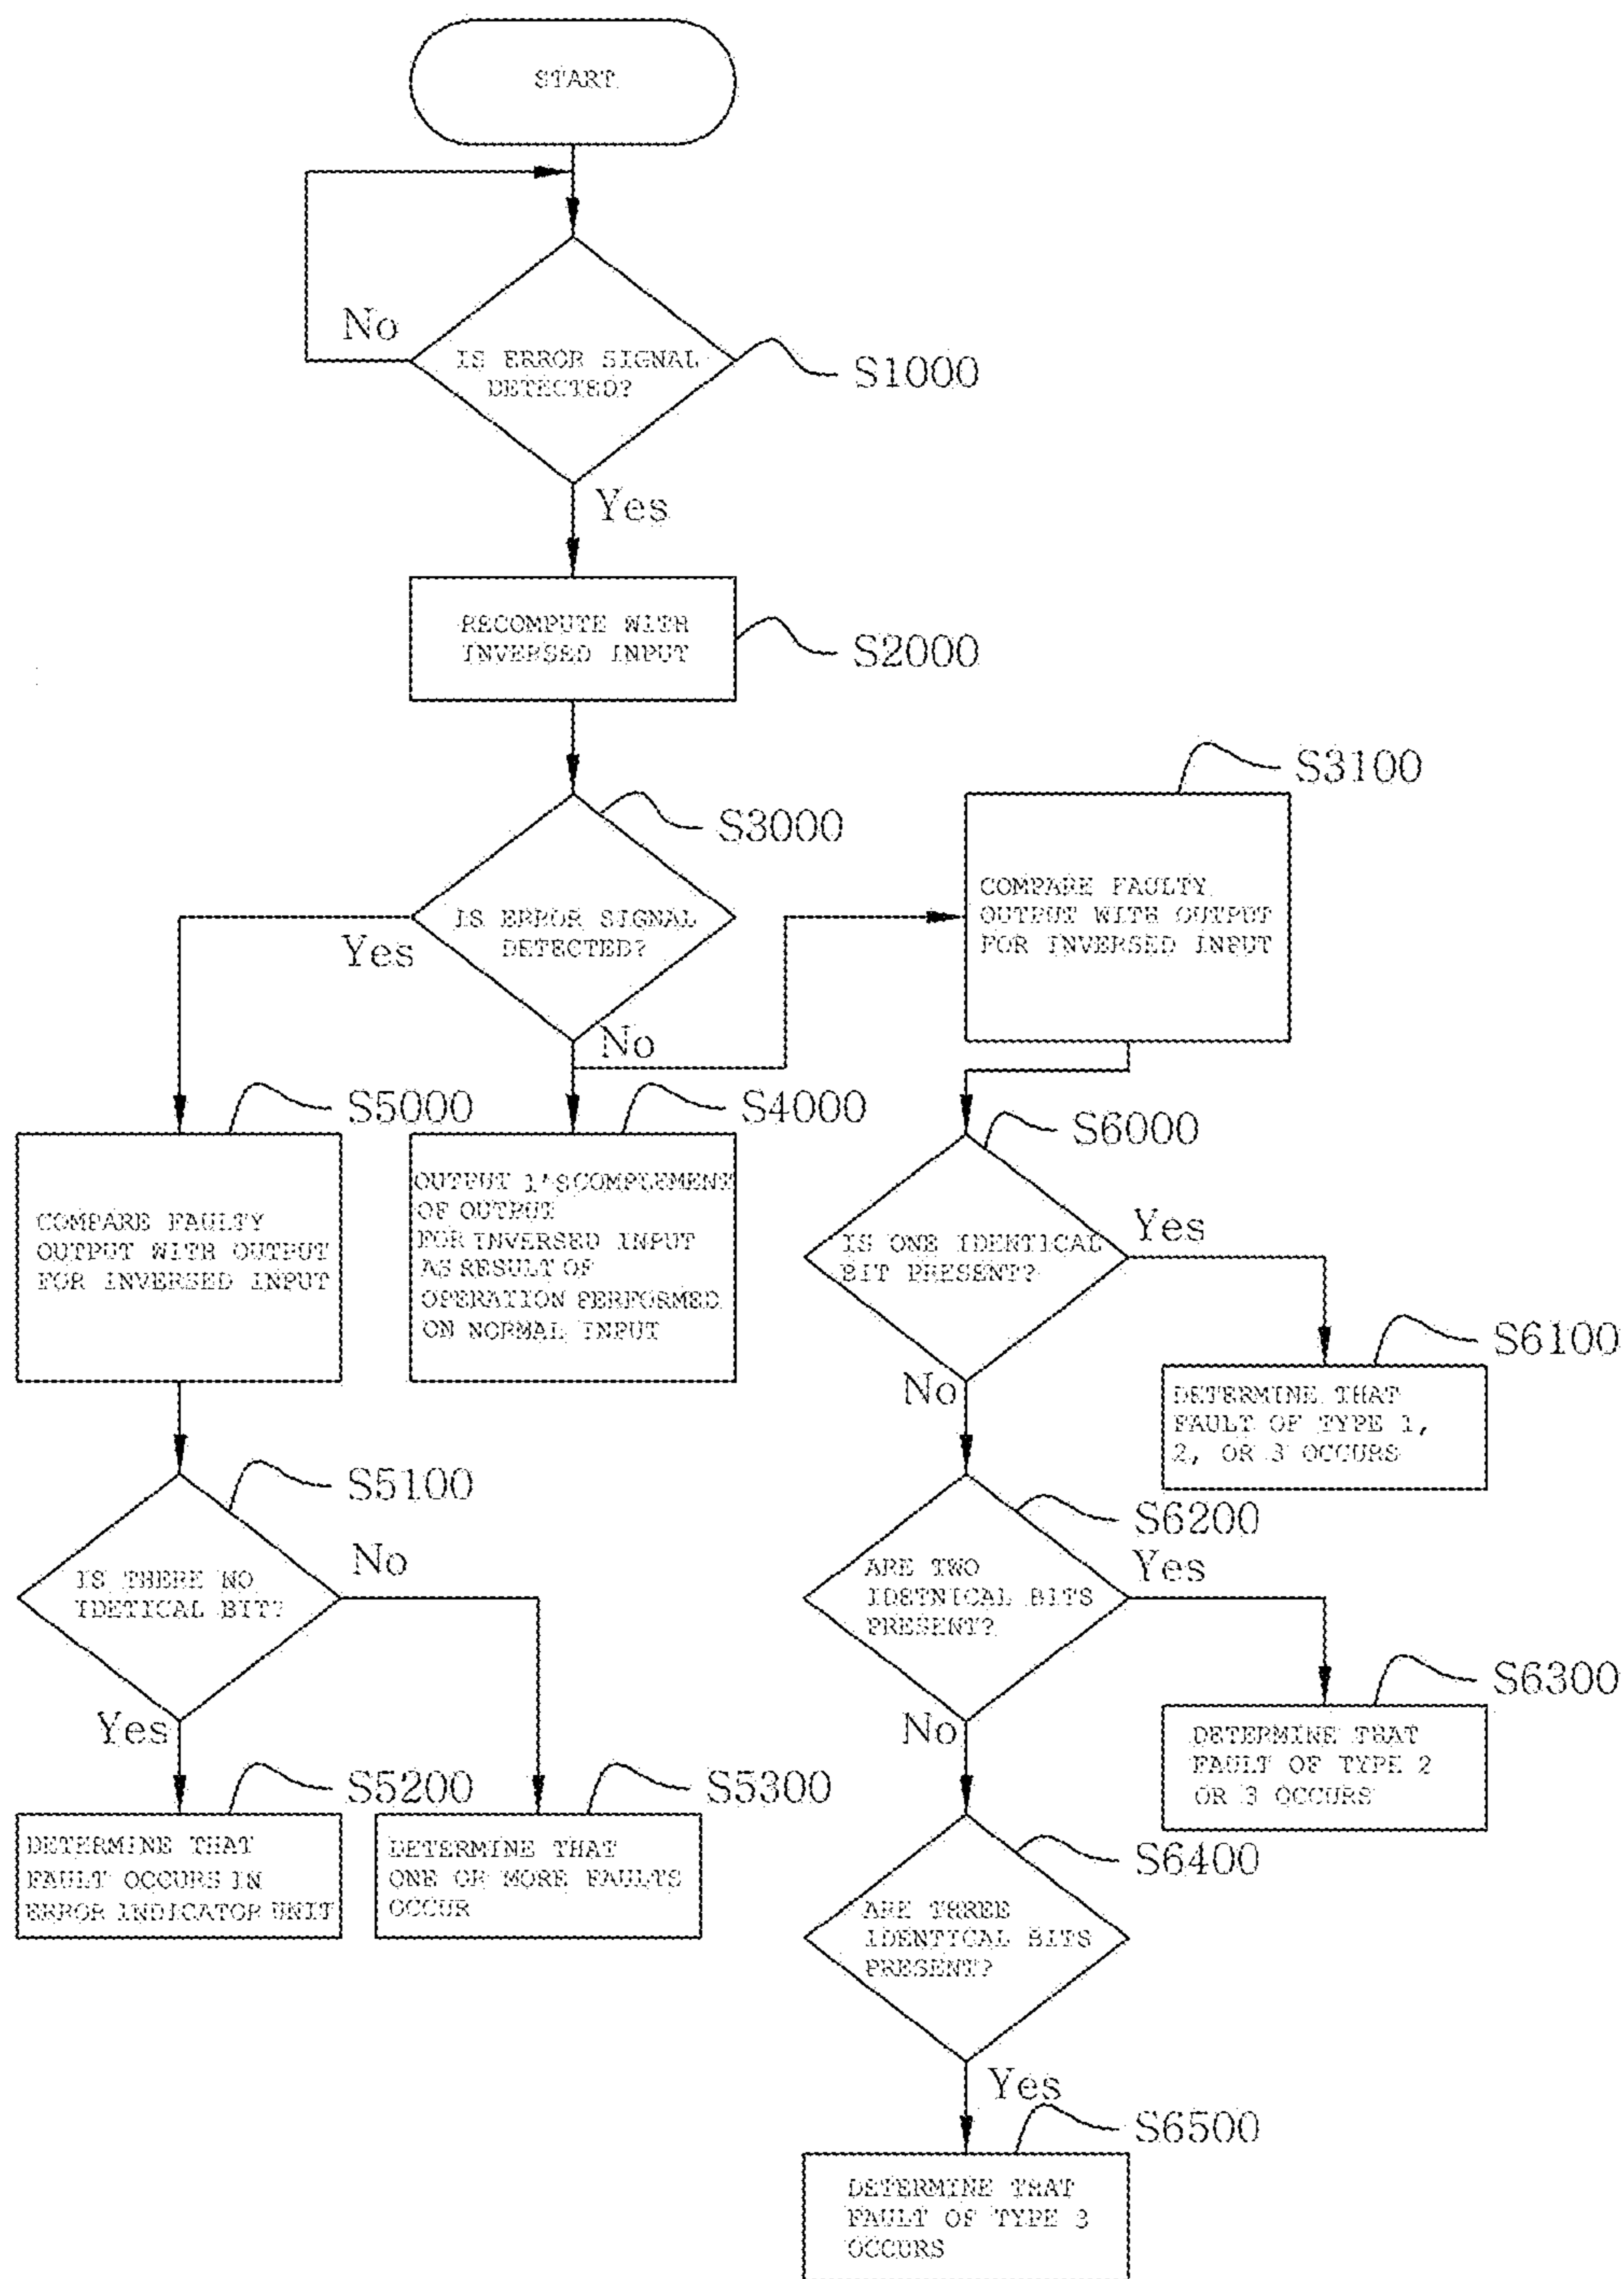 START
No
IS ERROR SIGNAL
DETECTED?
S1000
Yes
RECOMPUTE WITH
INVERSED INPUT
S2000
S3000
IS ERROR SIGNAL
DETECTED?
Yes
No
S3100
COMPARE FAULTY
OUTPUT WITH OUTPUT
FOR INVERSED INPUT
S5000
COMPARE FAULTY
OUTPUT WITH OUTPUT
FOR INVERSED INPUT
S4000
OUTPUT 1'S COMPLEMENT
OF OUTPUT
FOR INVERSED INPUT
AS RESULT OF
OPERATION PERFORMED
ON NORMAL INPUT
S6000
IS ONE IDENTICAL
BIT PRESENT?
Yes
No
S6100
DETERMINE THAT
FAULT OF TYPE 1,
2, OR 3 OCCURS
S5100
IS THERE NO
IDETICAL BIT?
No
Yes
S6200
ARE TWO
IDETNICAL BITS
PRESENT?
Yes
No
S6300
DETERMINE THAT
FAULT OF TYPE 2
OR 3 OCCURS
S5200
DETERMINE THAT
FAULT OCCURS IN
ERROR INDICATOR UNIT
S5300
DETERMINE THAT
ONE OR MORE FAULTS
OCCUR
S6400
ARE THREE
IDENTICAL BITS
PRESENT?
Yes
S6500
DETERMINE THAT
FAULT OF TYPE 3
OCCURS